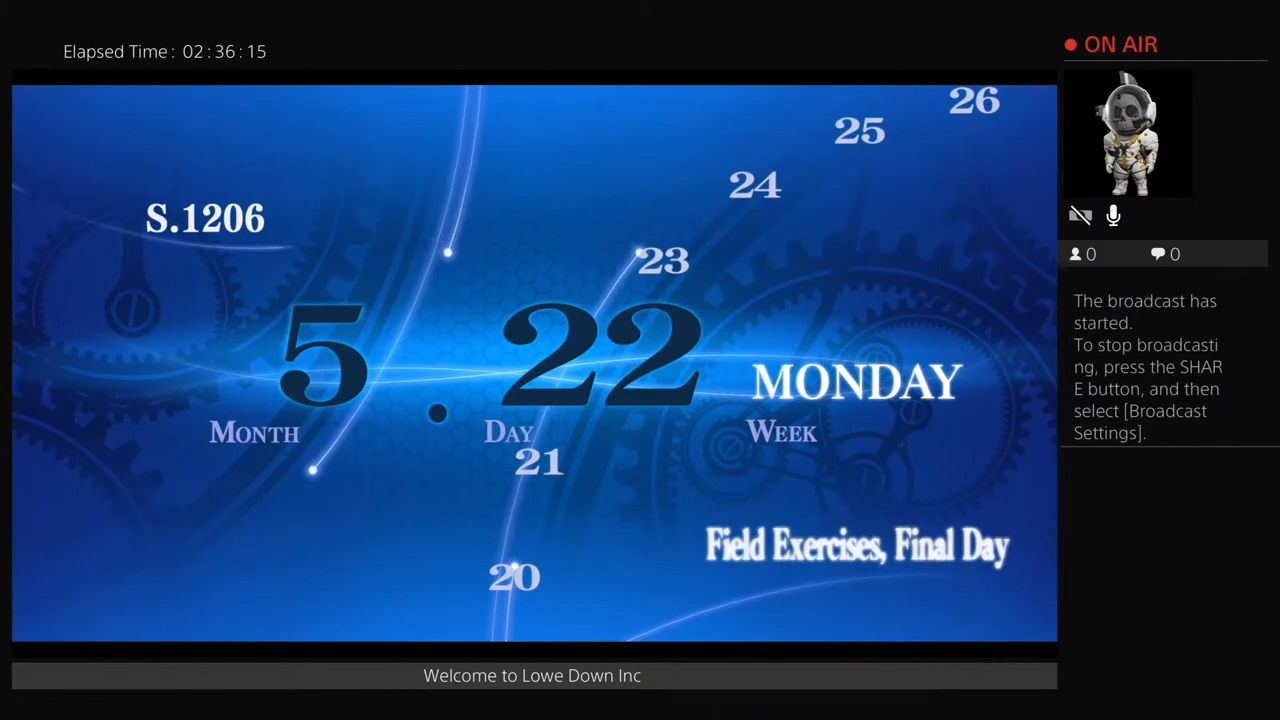 Elapsed Time: 02:36:15
ON AIR
26
25
24
S.1206
23
5 . 22 MONDAY
MONTH DAY WEEK
21
Field Exercises, Final Day
20
0 0
The broadcast has
started.
To stop broadcasti
ng, press the SHAR
E button, and then
select [Broadcast
Settings].
Welcome to Lowe Down Inc